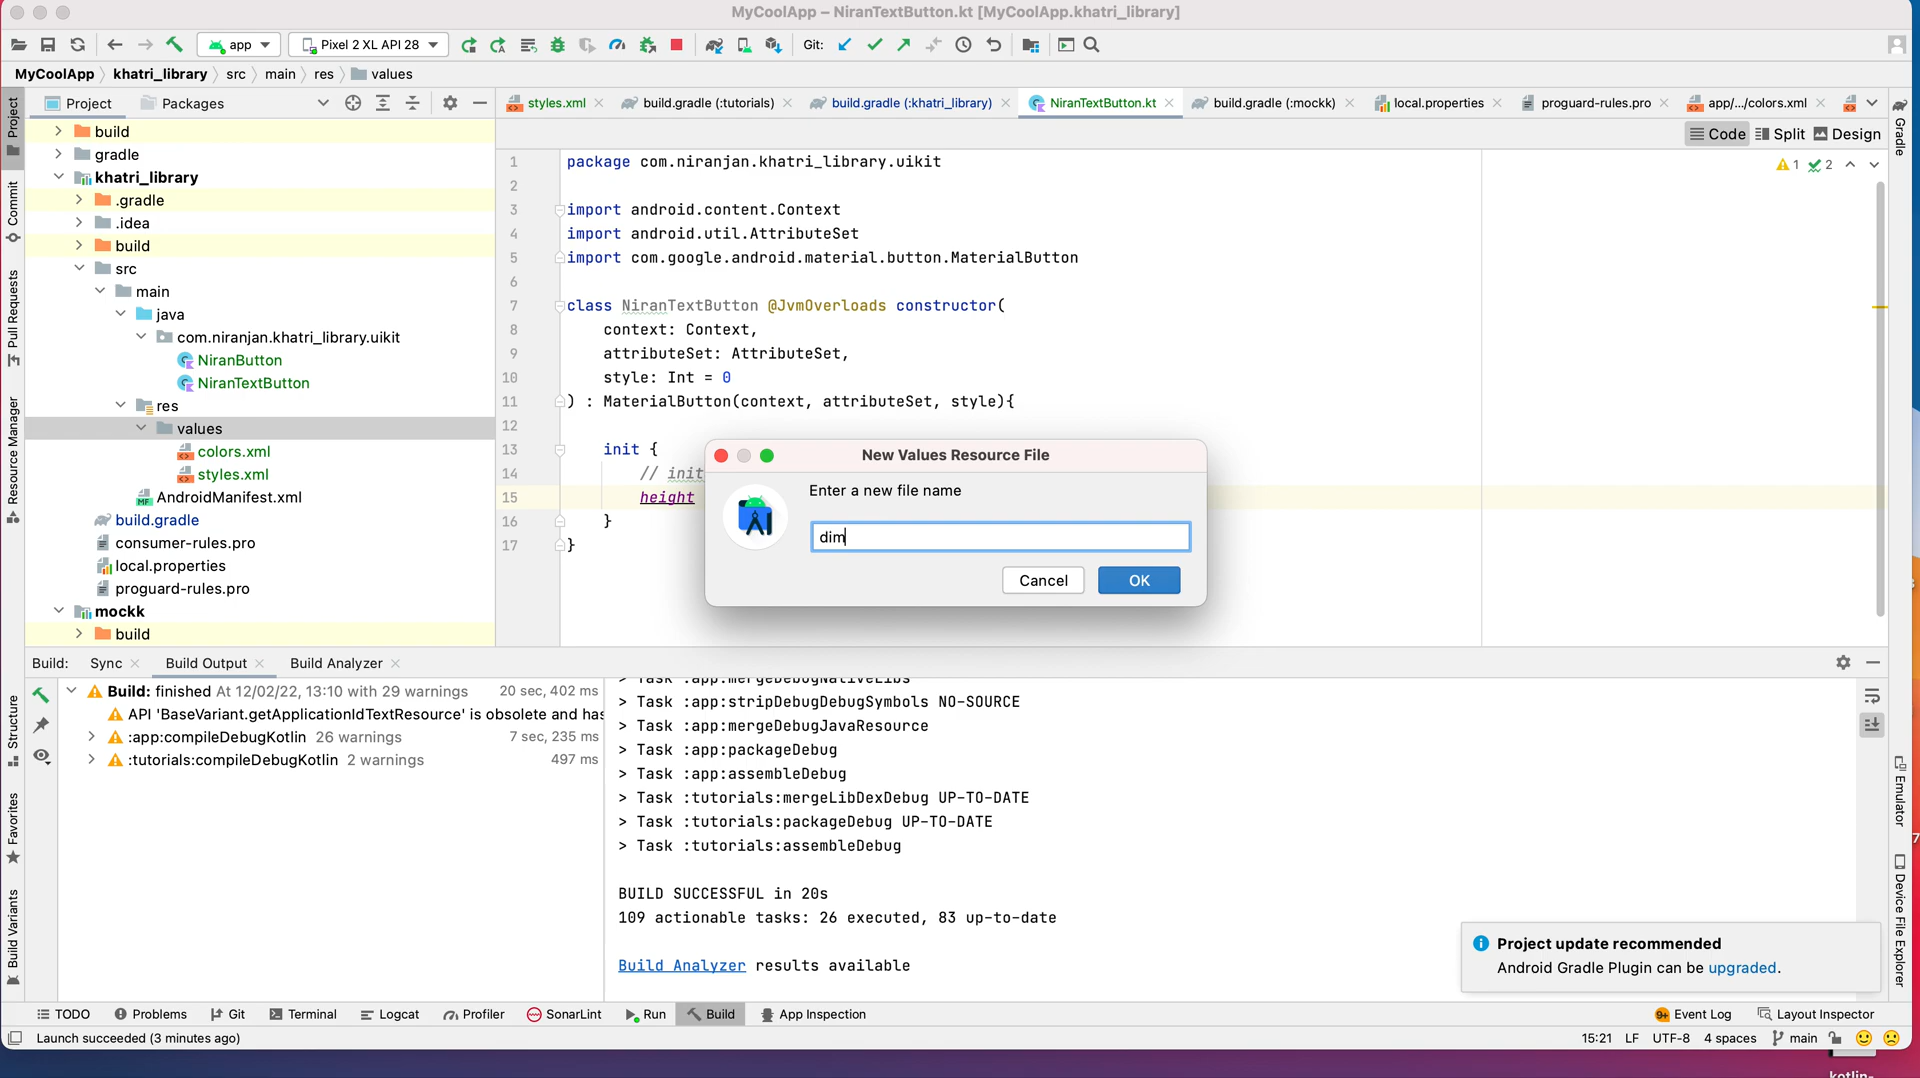 MyCoolApp – NiranTextButton.kt [MyCoolApp.khatri_library]
app
Pixel 2 XL API 28
Git:
MyCoolApp
khatri_library
src
main
res
values
Project
Packages
styles.xml
build.gradle (:tutorials)
build.gradle (:khatri_library)
NiranTextButton.kt
build.gradle (:mockk)
local.properties
proguard-rules.pro
app/.../colors.xml
Code
Split
Design
1
2
Project
Commit
Pull Requests
Resource Manager
Structure
Favorites
Build Variants
Gradle
Emulator
Device File Explorer
build
gradle
khatri_library
.gradle
.idea
build
src
main
java
com.niranjan.khatri_library.uikit
NiranButton
NiranTextButton
res
values
colors.xml
styles.xml
AndroidManifest.xml
build.gradle
consumer-rules.pro
local.properties
proguard-rules.pro
mockk
build
1 package com.niranjan.khatri_library.uikit
2
3 import android.content.Context
4 import android.util.AttributeSet
5 import com.google.android.material.button.MaterialButton
6
7 class NiranTextButton @JvmOverloads constructor(
8 context: Context,
9 attributeSet: AttributeSet,
10 style: Int = 0
11 ) : MaterialButton(context, attributeSet, style){
12
13 init {
14 // init
15 height
16 }
17 }
New Values Resource File
Enter a new file name
dim
Cancel
OK
Build:
Sync
Build Output
Build Analyzer
Build: finished At 12/02/22, 13:10 with 29 warnings 20 sec, 402 ms
API 'BaseVariant.getApplicationIdTextResource' is obsolete and has
:app:compileDebugKotlin 26 warnings 7 sec, 235 ms
:tutorials:compileDebugKotlin 2 warnings 497 ms
> Task :app:mergeDebugNativeLibs
> Task :app:stripDebugDebugSymbols NO-SOURCE
> Task :app:mergeDebugJavaResource
> Task :app:packageDebug
> Task :app:assembleDebug
> Task :tutorials:mergeLibDexDebug UP-TO-DATE
> Task :tutorials:packageDebug UP-TO-DATE
> Task :tutorials:assembleDebug
BUILD SUCCESSFUL in 20s
109 actionable tasks: 26 executed, 83 up-to-date
Build Analyzer results available
Project update recommended
Android Gradle Plugin can be upgraded.
TODO
Problems
Git
Terminal
Logcat
Profiler
SonarLint
Run
Build
App Inspection
Event Log
Layout Inspector
Launch succeeded (3 minutes ago)
15:21
LF
UTF-8
4 spaces
main
kotlin-